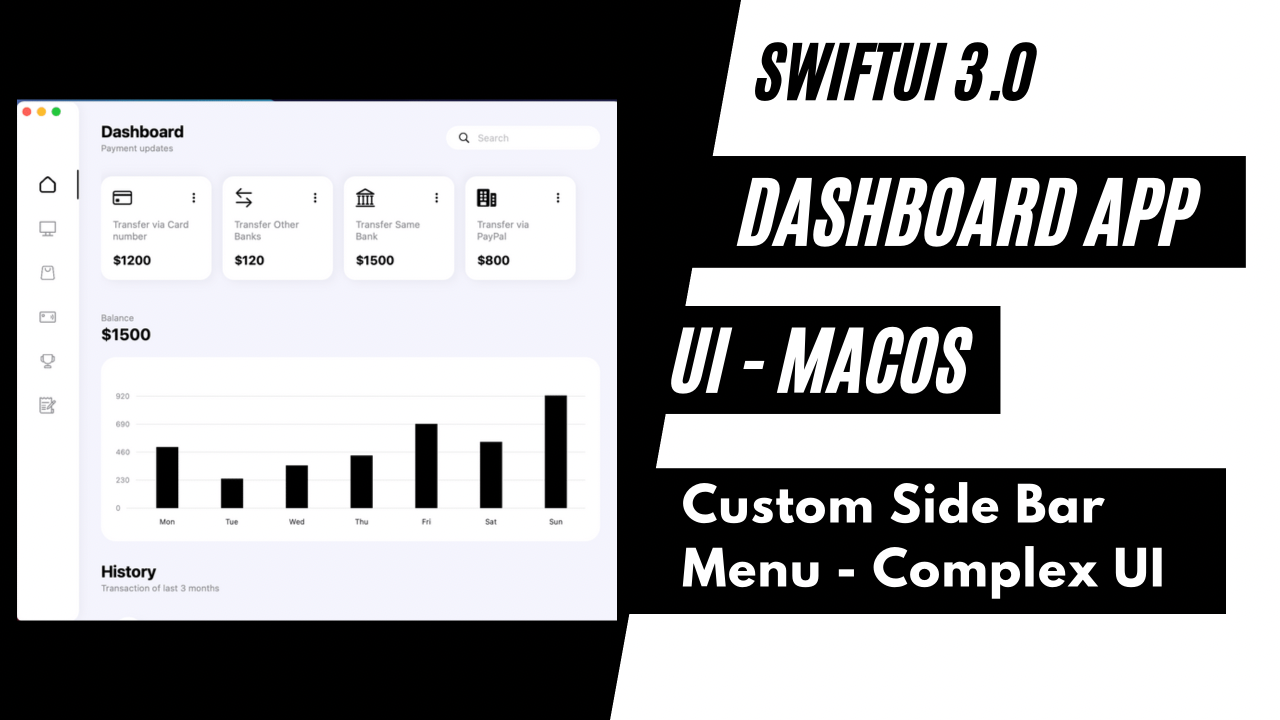 Dashboard
Payment updates
Search
Transfer via Card
number
$1200
Transfer Other
Banks
$120
Transfer Same
Bank
$1500
Transfer via
PayPal
$800
Balance
$1500
920
690
460
230
0
Mon Tue Wed Thu Fri Sat Sun
History
Transaction of last 3 months
SWIFTUI 3.0
DASHBOARD APP
UI - MACOS
Custom Side Bar
Menu - Complex UI